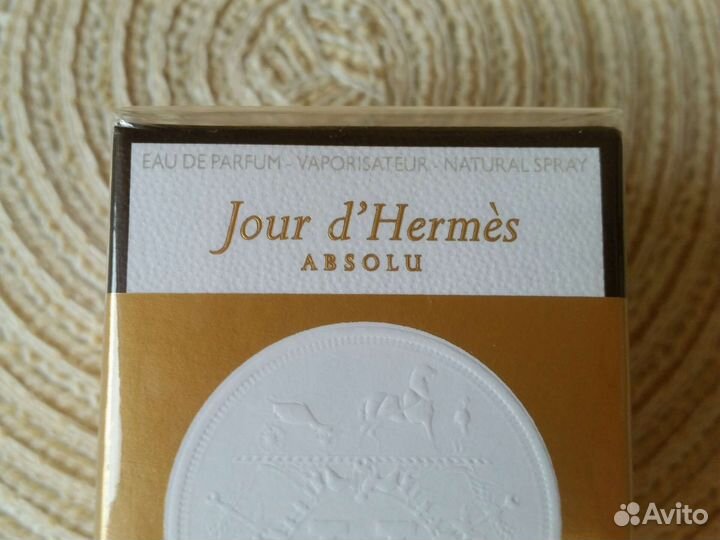 EAU DE PARFUM - VAPORISATEUR - NATURAL SPRAY
Jour d'Hermès
ABSOLU
Avito